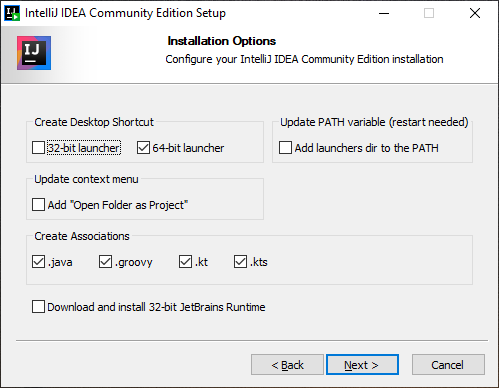 IntelliJ IDEA Community Edition Setup
IJ
Installation Options
Configure your IntelliJ IDEA Community Edition installation
Create Desktop Shortcut
32-bit launcher 64-bit launcher
Update PATH variable (restart needed)
Add launchers dir to the PATH
Update context menu
Add "Open Folder as Project"
Create Associations
.java .groovy .kt .kts
Download and install 32-bit JetBrains Runtime
< Back Next > Cancel